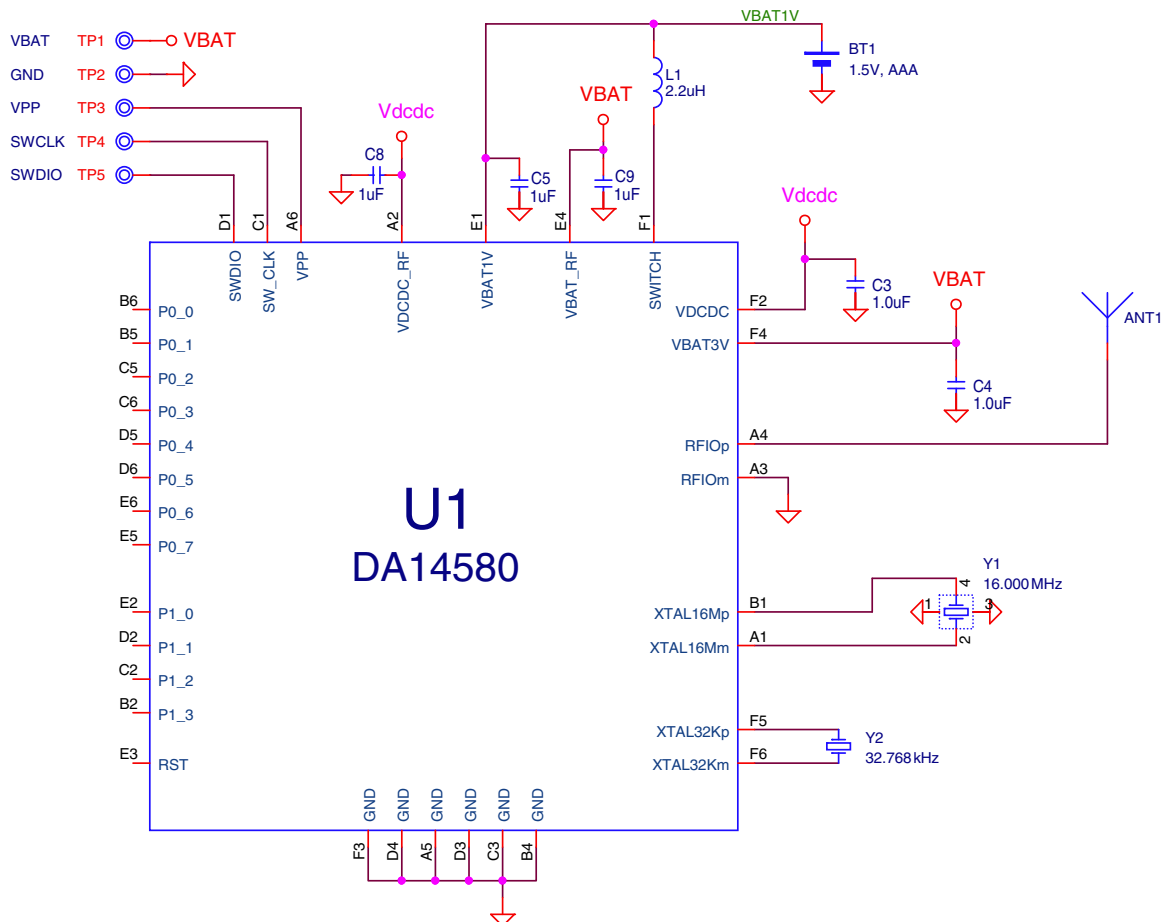 VBAT1V
VBAT TP1 VBAT
GND TP2
VPP TP3
SWCLK TP4
SWDIO TP5
BT1
1.5V, AAA
L1
2.2uH
VBAT
Vdcdc
C8
1uF
C5
1uF
C9
1uF
D1 C1 A6 A2 E1 E4 F1
SWDIO SW_CLK VPP VDCDC_RF VBAT1V VBAT_RF SWITCH
Vdcdc
C3
1.0uF
VBAT
C4
1.0uF
ANT1
B6 P0_0
B5 P0_1
C5 P0_2
C6 P0_3
D5 P0_4
D6 P0_5
E6 P0_6
E5 P0_7
E2 P1_0
D2 P1_1
C2 P1_2
B2 P1_3
E3 RST
U1
DA14580
VDCDC F2
VBAT3V F4
RFIOp A4
RFIOm A3
XTAL16Mp B1
XTAL16Mm A1
XTAL32Kp F5
XTAL32Km F6
Y1
16.000MHz
4
1 3
2
Y2
32.768kHz
GND GND GND GND GND GND
F3 D4 A5 D3 C3 B4